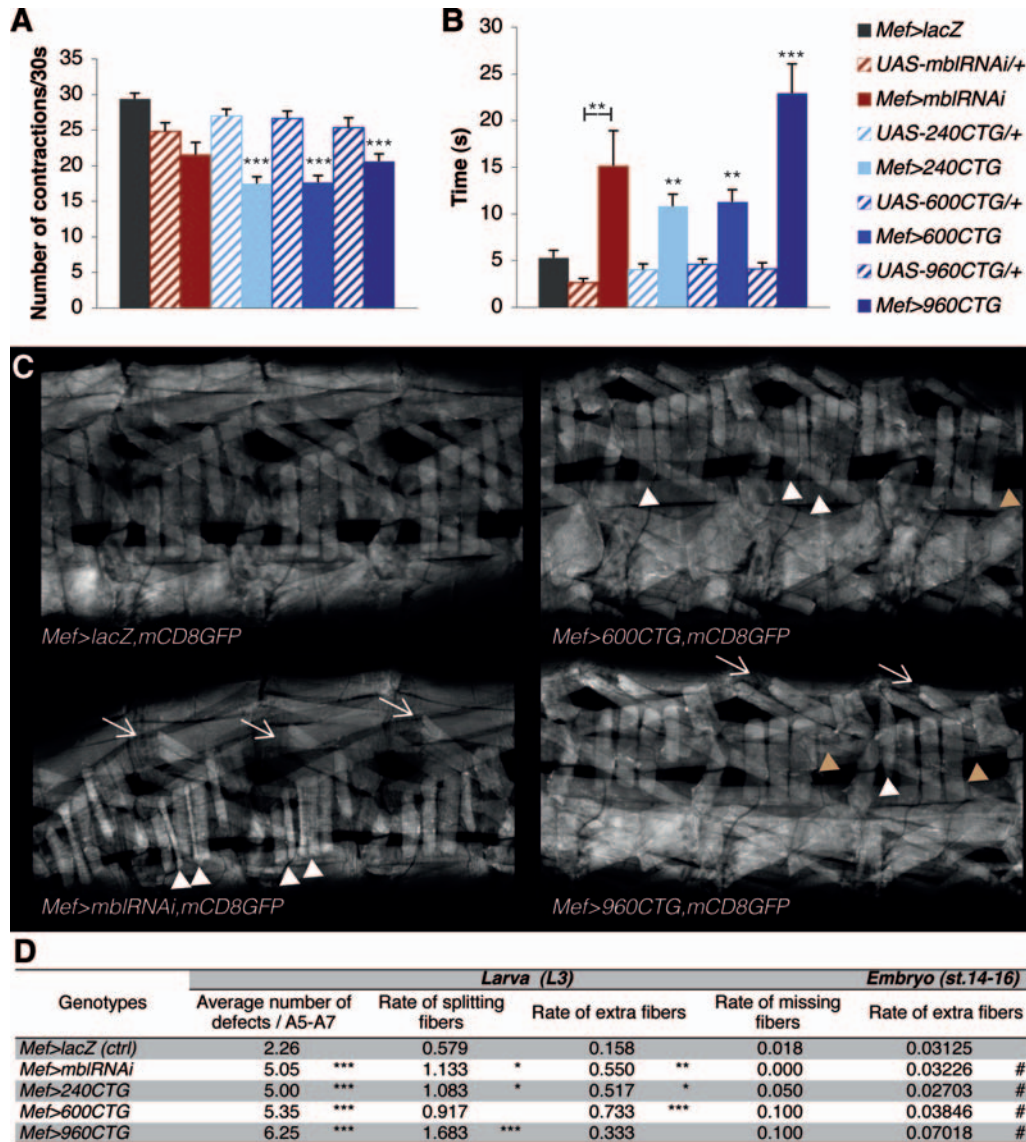 A
Number of contractions/30s
35
30
25
20
15
10
5
0
***
***
***
B
Time (s)
30
25
20
15
10
5
0
**
**
**
***
Mef>lacZ
UAS-mblRNAi/+
Mef>mblRNAi
UAS-240CTG/+
Mef>240CTG
UAS-600CTG/+
Mef>600CTG
UAS-960CTG/+
Mef>960CTG
C
Mef>lacZ,mCD8GFP
Mef>600CTG,mCD8GFP
Mef>mblRNAi,mCD8GFP
Mef>960CTG,mCD8GFP
D
Larva (L3) Embryo (st.14-16)
Genotypes Average number of defects / A5-A7 Rate of splitting fibers Rate of extra fibers Rate of missing fibers Rate of extra fibers
Mef>lacZ (ctrl) 2.26 0.579 0.158 0.018 0.03125
Mef>mblRNAi 5.05 *** 1.133 * 0.550 ** 0.000 0.03226 #
Mef>240CTG 5.00 *** 1.083 * 0.517 * 0.050 0.02703 #
Mef>600CTG 5.35 *** 0.917 0.733 *** 0.100 0.03846 #
Mef>960CTG 6.25 *** 1.683 *** 0.333 0.100 0.07018 #